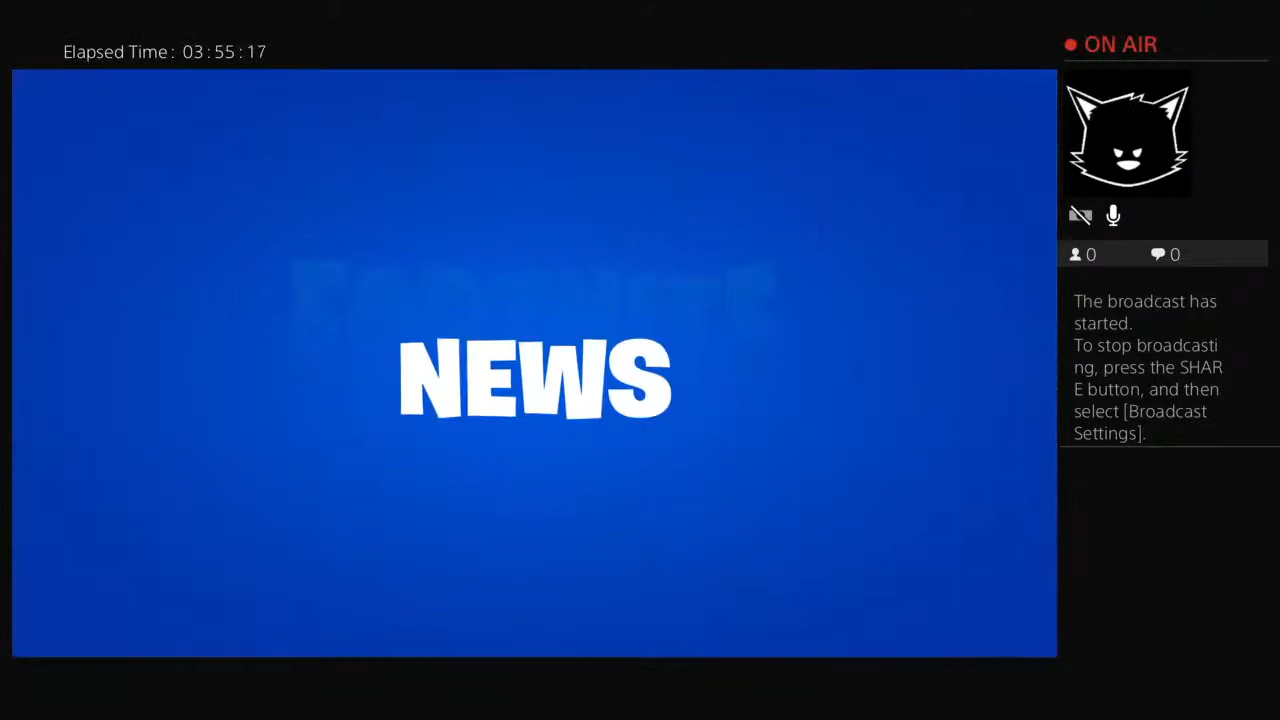 Elapsed Time: 03:55:17
ON AIR
NEWS
0 0
The broadcast has
started.
To stop broadcasti
ng, press the SHAR
E button, and then
select [Broadcast
Settings].